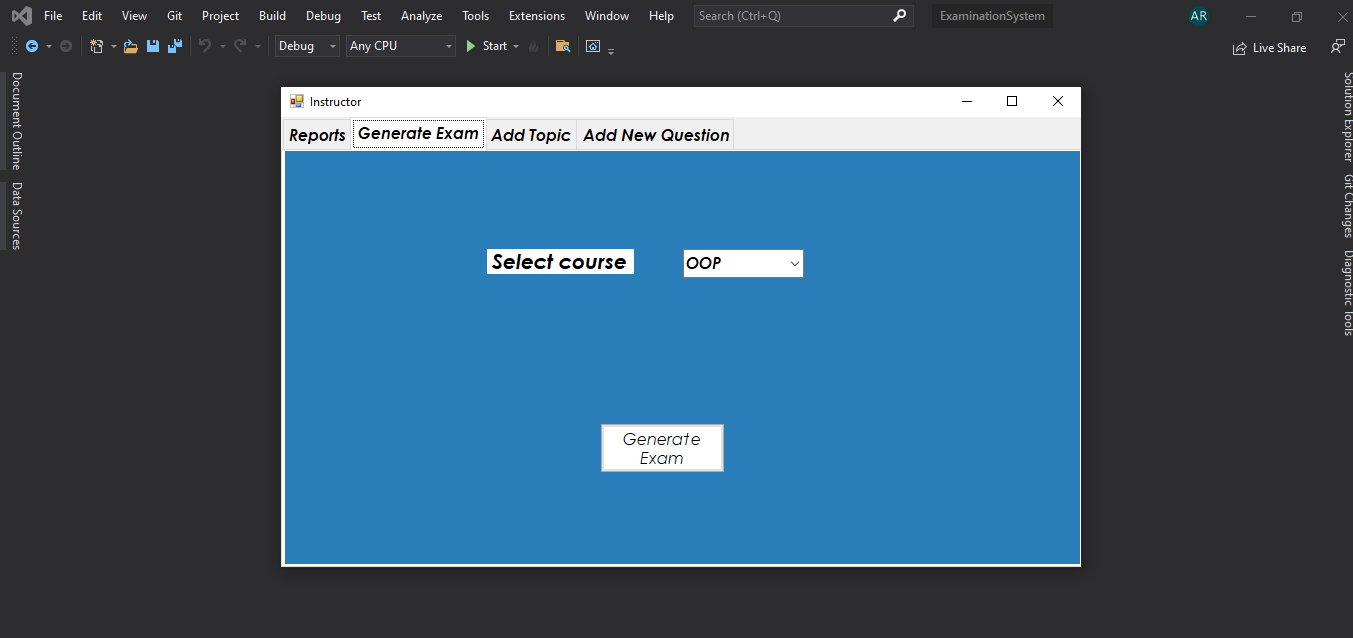 File Edit View Git Project Build Debug Test Analyze Tools Extensions Window Help Search (Ctrl+Q) ExaminationSystem AR
Debug Any CPU Start Live Share
Document Outline
Data Sources
Instructor
Reports Generate Exam Add Topic Add New Question
Select course OOP
Generate
Exam
Solution Explorer
Git Changes
Diagnostic Tools